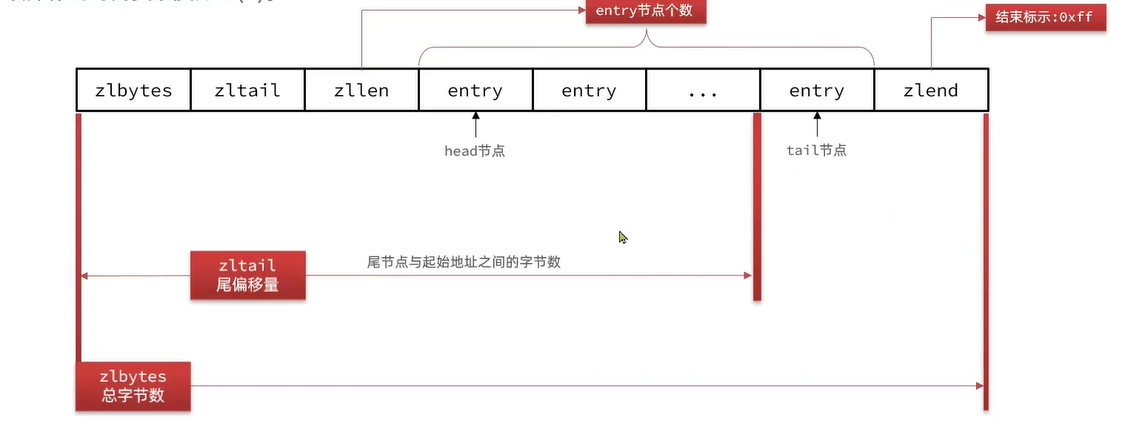 entry节点个数
结束标示:0xff
zlbytes
zltail
zllen
entry
entry
...
entry
zlend
head节点
tail节点
zltail
尾偏移量
尾节点与起始地址之间的字节数
zlbytes
总字节数